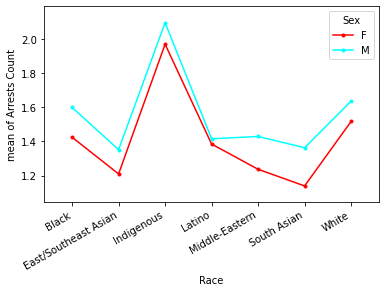 Sex
F
M
mean of Arrests Count
2.0
1.8
1.6
1.4
1.2
Black
East/Southeast Asian
Indigenous
Latino
Middle-Eastern
South Asian
White
Race